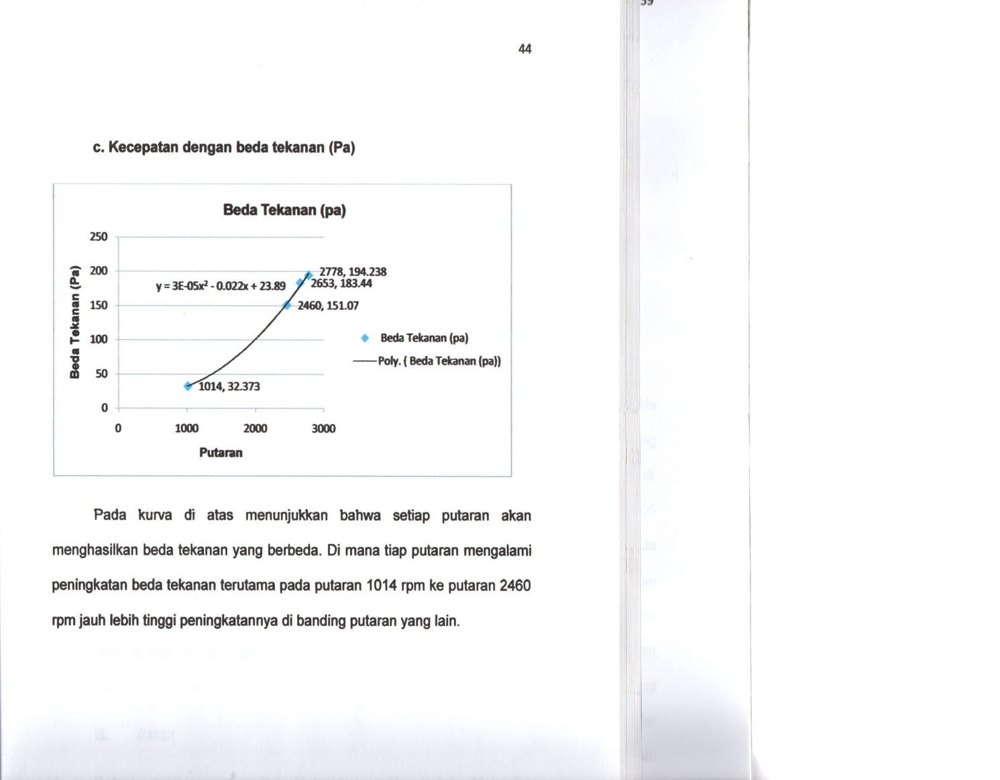 59
44
c. Kecepatan dengan beda tekanan (Pa)
Beda Tekanan (pa)
250
200
150
100
50
0
Beda Tekanan (Pa)
y = 3E-05x² - 0.022x + 23.89
2778, 194.238
2653, 183.44
2460, 151.07
1014, 32.373
Beda Tekanan (pa)
Poly. ( Beda Tekanan (pa))
0 1000 2000 3000
Putaran
Pada kurva di atas menunjukkan bahwa setiap putaran akan
menghasilkan beda tekanan yang berbeda. Di mana tiap putaran mengalami
peningkatan beda tekanan terutama pada putaran 1014 rpm ke putaran 2460
rpm jauh lebih tinggi peningkatannya di banding putaran yang lain.
B. Saran